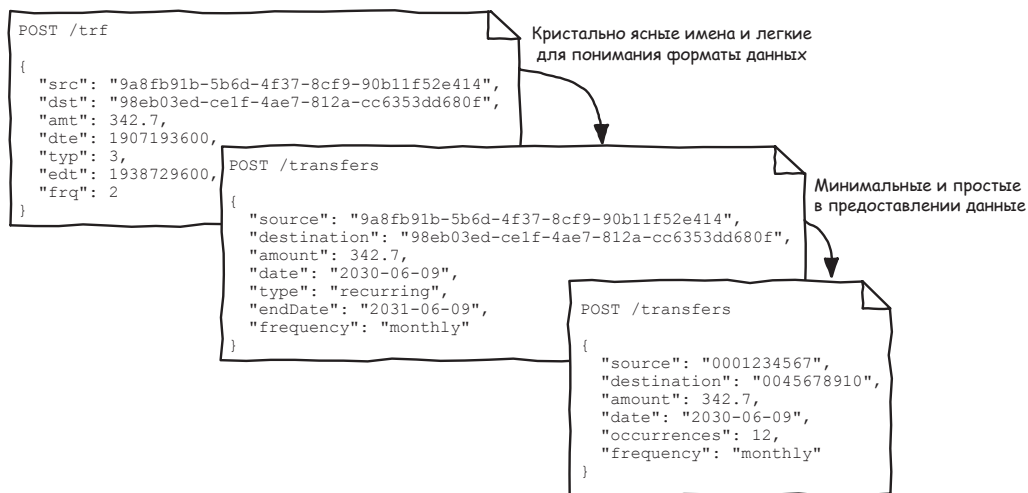 POST /trf
{
"src": "9a8fb91b-5b6d-4f37-8cf9-90b11f52e414",
"dst": "98eb03ed-ce1f-4ae7-812a-cc6353dd680f",
"amt": 342.7,
"dte": 1907193600,
"typ": 3,
"edt": 1938729600,
"frq": 2
}
Кристально ясные имена и легкие
для понимания форматы данных
POST /transfers
{
"source": "9a8fb91b-5b6d-4f37-8cf9-90b11f52e414",
"destination": "98eb03ed-ce1f-4ae7-812a-cc6353dd680f",
"amount": 342.7,
"date": "2030-06-09",
"type": "recurring",
"endDate": "2031-06-09",
"frequency": "monthly"
}
Минимальные и простые
в предоставлении данные
POST /transfers
{
"source": "0001234567",
"destination": "0045678910",
"amount": 342.7,
"date": "2030-06-09",
"occurrences": 12,
"frequency": "monthly"
}